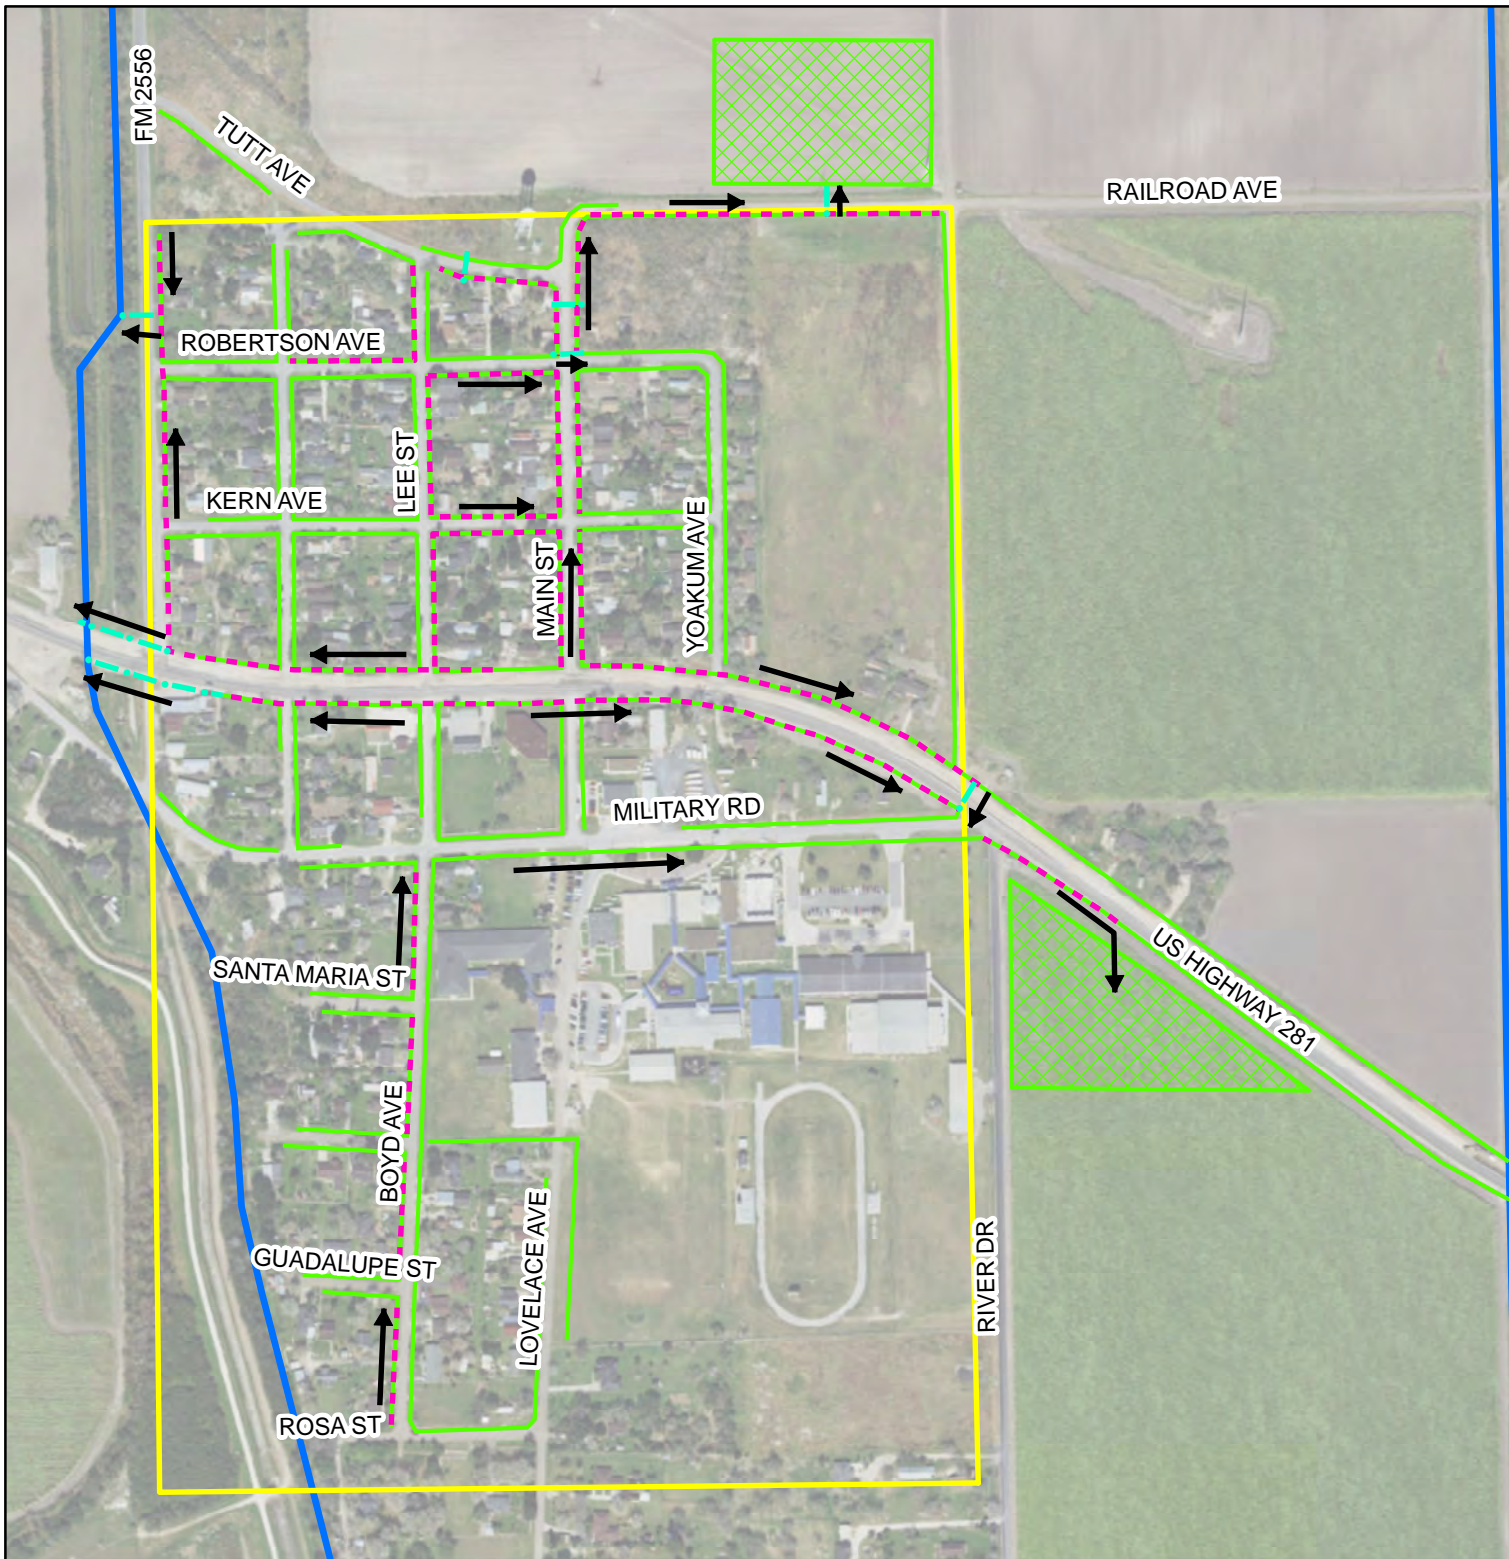 FM 2556
TUTT AVE
RAILROAD AVE
ROBERTSON AVE
LEE ST
KERN AVE
MAIN ST
YOAKUM AVE
MILITARY RD
SANTA MARIA ST
US HIGHWAY 281
BOYD AVE
GUADALUPE ST
LOVELACE AVE
RIVER DR
ROSA ST